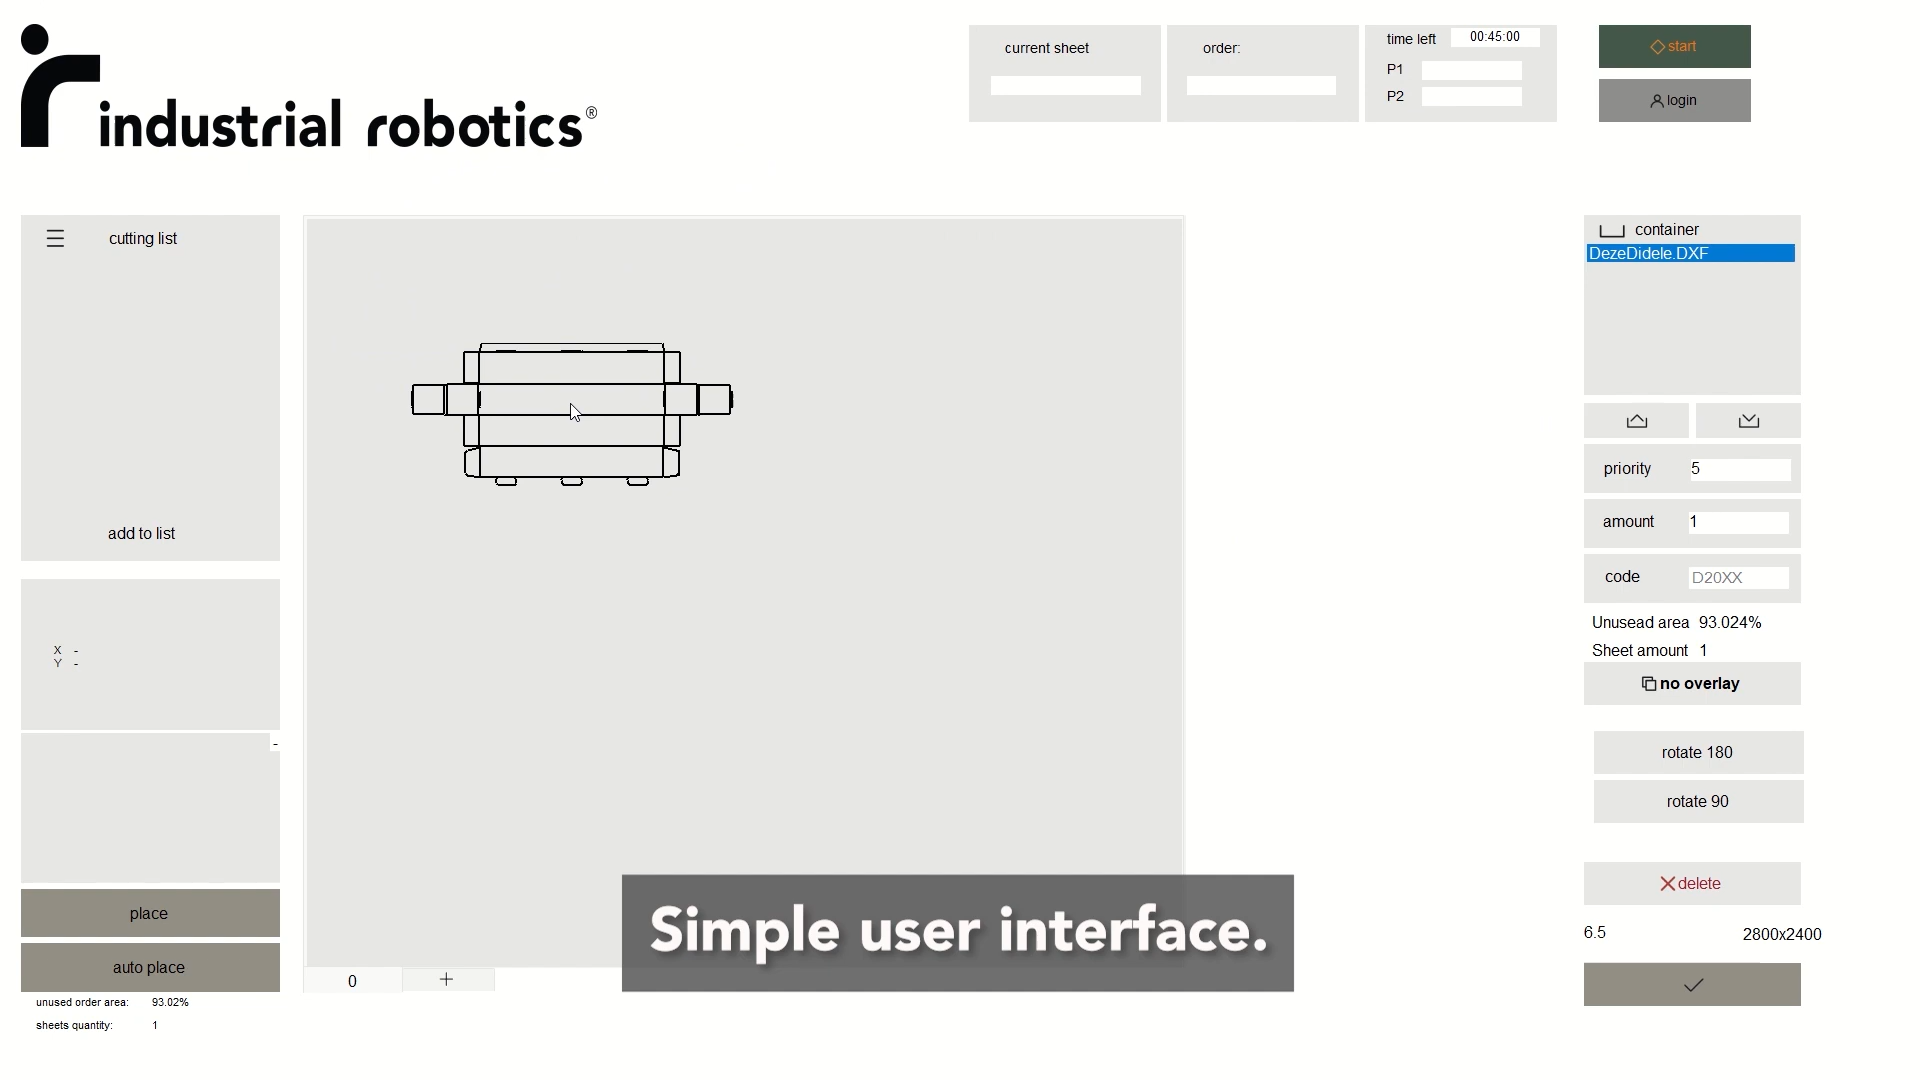 industrial robotics®
current sheet
order:
time left 00:45:00
P1
P2
start
login
cutting list
add to list
X -
Y -
-
place
auto place
unused order area: 93.02%
sheets quantity: 1
0 +
Simple user interface.
container
DezeDidele.DXF
priority 5
amount 1
code D20XX
Unusead area 93.024%
Sheet amount 1
no overlay
rotate 180
rotate 90
delete
6.5 2800x2400